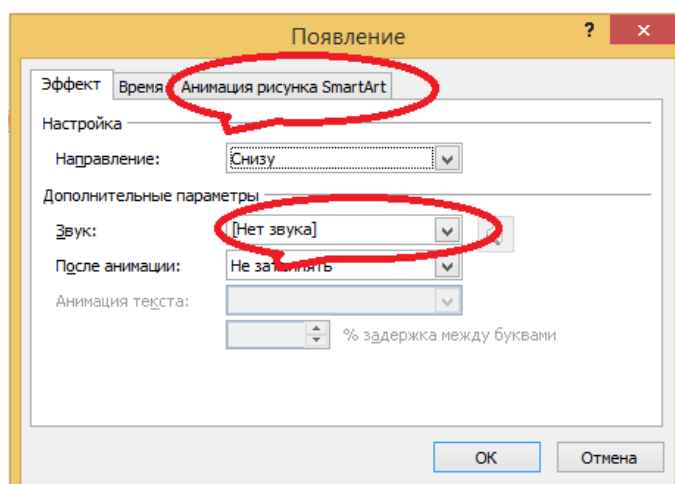 Появление
? ×
Эффект Время Анимация рисунка SmartArt
Настройка
Направление: Снизу
Дополнительные параметры
Звук: [Нет звука]
После анимации: Не затемнять
Анимация текста:
% задержка между буквами
ОК Отмена